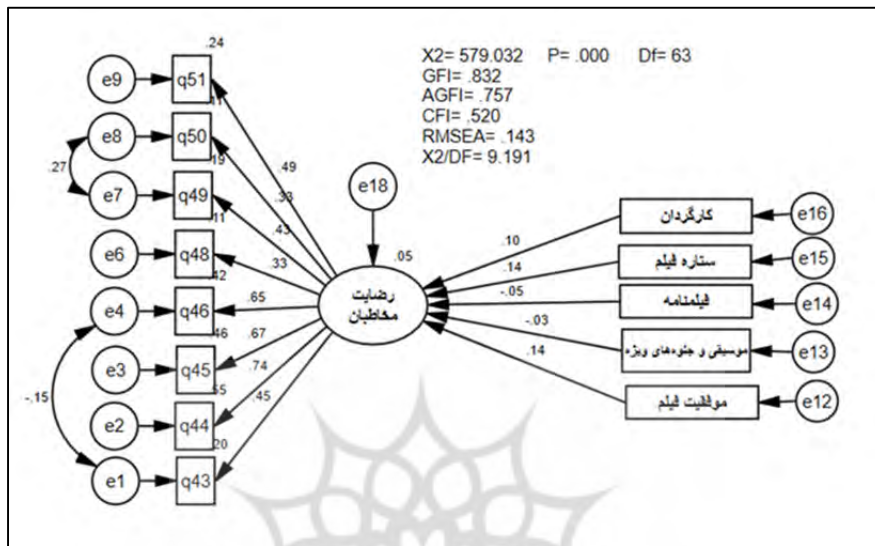 X2= 579.032 P= .000 Df= 63
GFI= .832
AGFI= .757
CFI= .520
RMSEA= .143
X2/DF= 9.191
.24
e9 q51
.11
e8 q50
.19
.27
e7 q49
.11
e6 q48
.42
e4 q46
.46
e3 q45
.55
-.15
e2 q44
.20
e1 q43
.49
.33
.43
.33
.65
.67
.74
.45
e18
.05
رضایت
مخاطبان
.10
.14
-.05
-.03
.14
کارگردان e16
ستاره فیلم e15
فیلمنامه e14
موسیقی و جلوه‌های ویژه e13
موفقیت فیلم e12